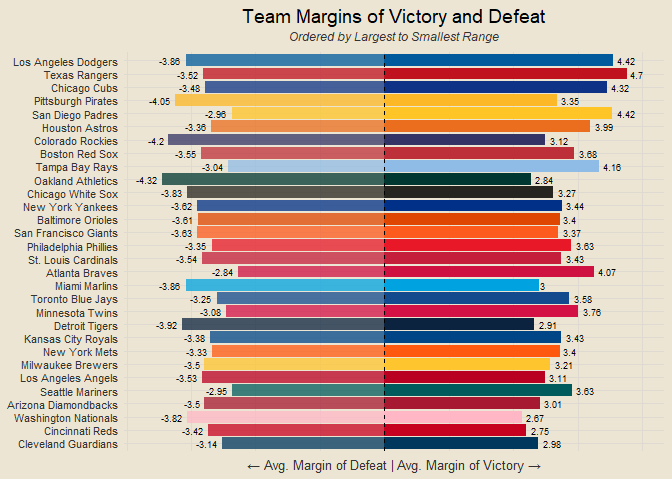 Team Margins of Victory and Defeat
Ordered by Largest to Smallest Range
Los Angeles Dodgers -3.86 4.42
Texas Rangers -3.52 4.7
Chicago Cubs -3.48 4.32
Pittsburgh Pirates -4.05 3.35
San Diego Padres -2.96 4.42
Houston Astros -3.36 3.99
Colorado Rockies -4.2 3.12
Boston Red Sox -3.55 3.68
Tampa Bay Rays -3.04 4.16
Oakland Athletics -4.32 2.84
Chicago White Sox -3.83 3.27
New York Yankees -3.62 3.44
Baltimore Orioles -3.61 3.4
San Francisco Giants -3.63 3.37
Philadelphia Phillies -3.35 3.63
St. Louis Cardinals -3.54 3.43
Atlanta Braves -2.84 4.07
Miami Marlins -3.86 3
Toronto Blue Jays -3.25 3.58
Minnesota Twins -3.08 3.76
Detroit Tigers -3.92 2.91
Kansas City Royals -3.38 3.43
New York Mets -3.33 3.4
Milwaukee Brewers -3.5 3.21
Los Angeles Angels -3.53 3.11
Seattle Mariners -2.95 3.63
Arizona Diamondbacks -3.5 3.01
Washington Nationals -3.82 2.67
Cincinnati Reds -3.42 2.75
Cleveland Guardians -3.14 2.98
← Avg. Margin of Defeat | Avg. Margin of Victory →